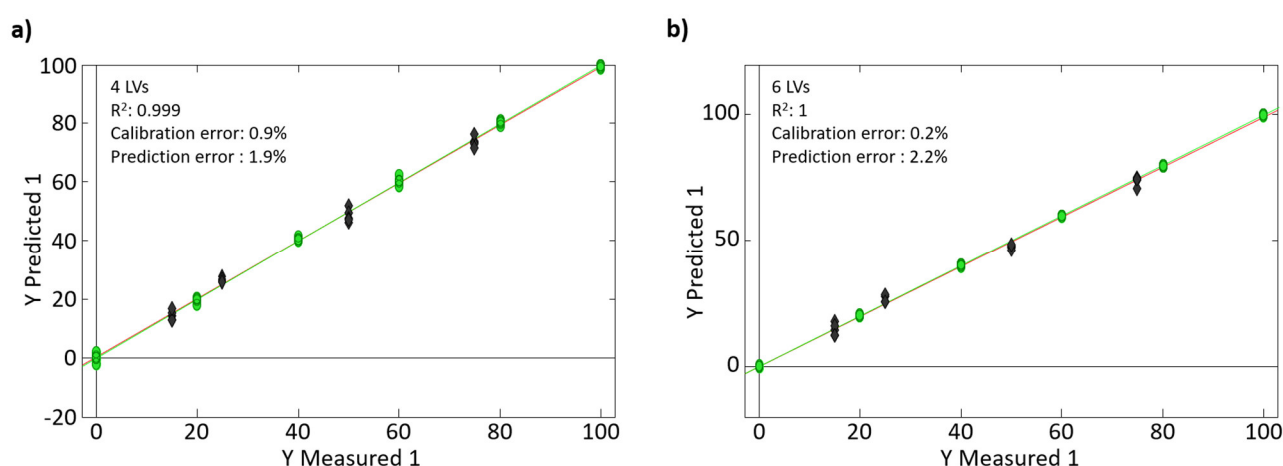 a)
4 LVs
R²: 0.999
Calibration error: 0.9%
Prediction error : 1.9%
100
80
60
40
20
0
-20
Y Predicted 1
0 20 40 60 80 100
Y Measured 1
b)
6 LVs
R²: 1
Calibration error: 0.2%
Prediction error : 2.2%
100
50
0
Y Predicted 1
0 20 40 60 80 100
Y Measured 1